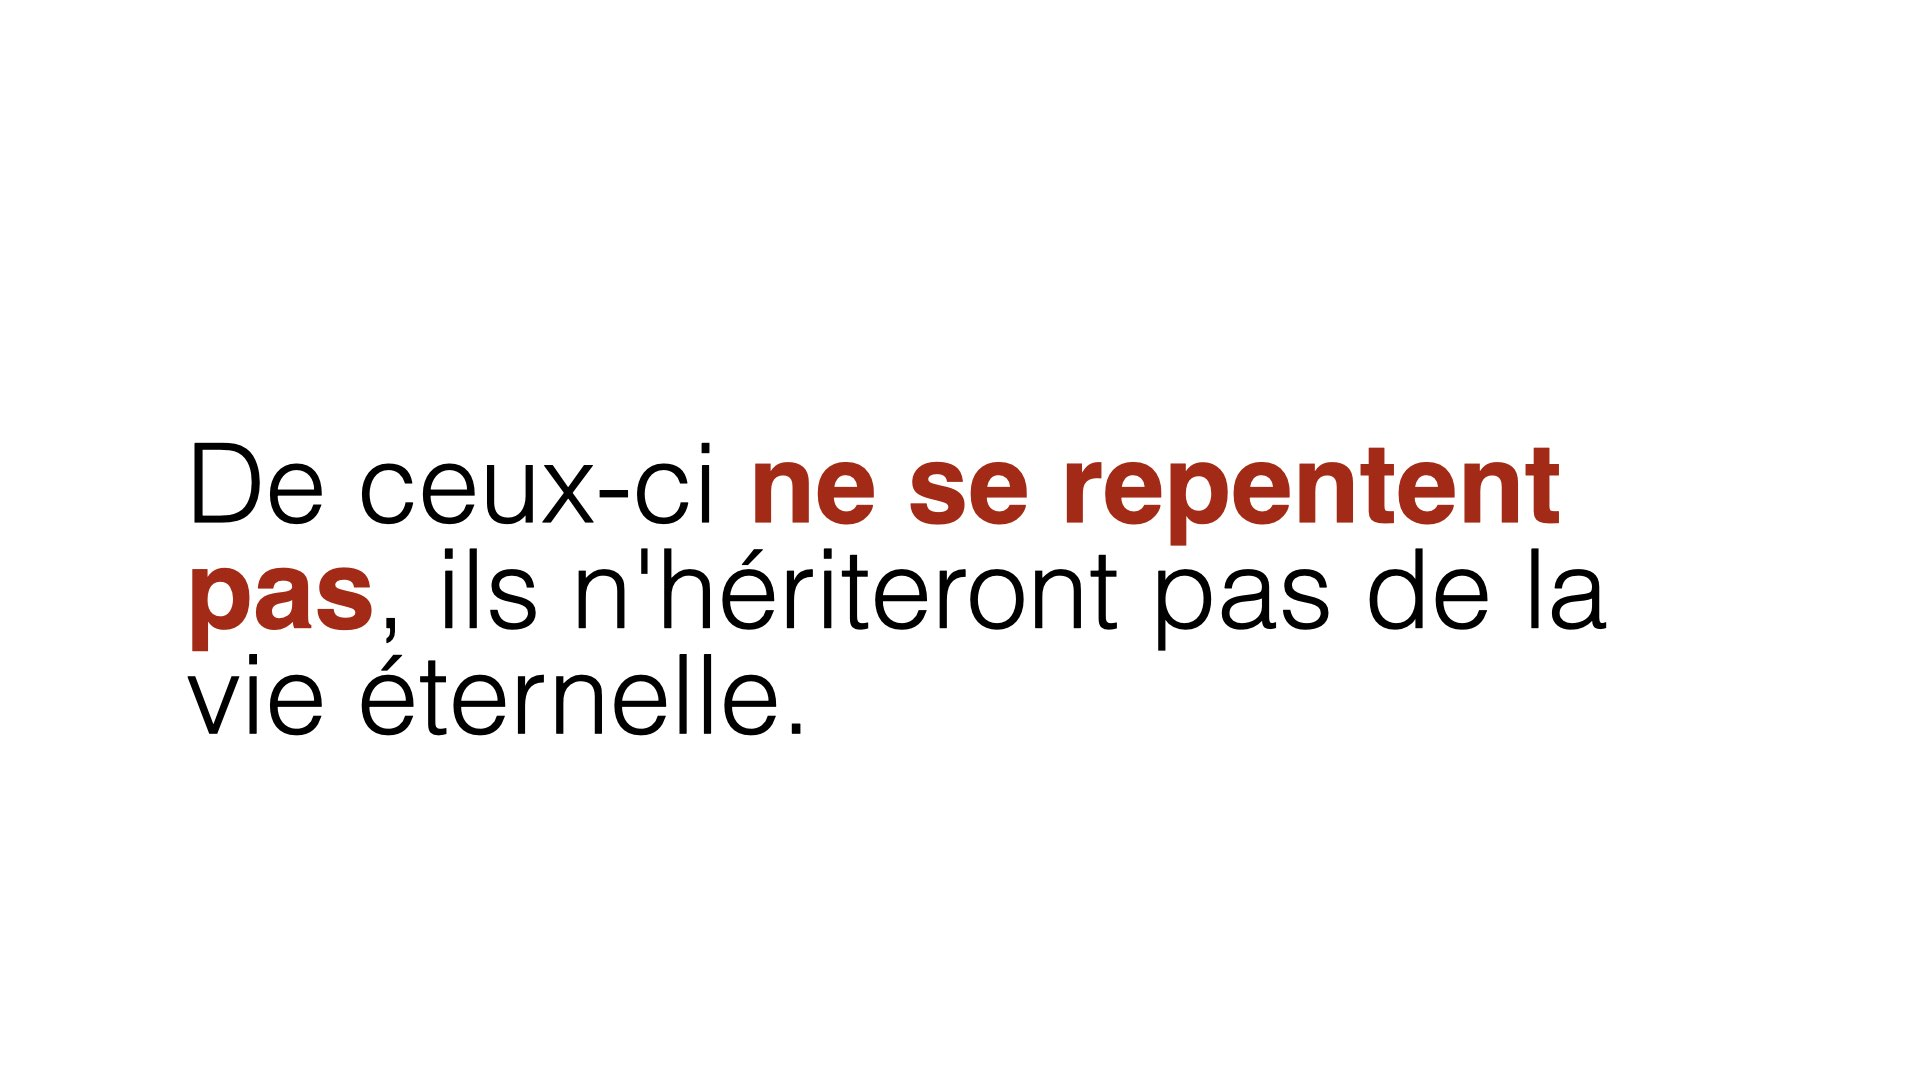 De ceux-ci ne se repentent
pas, ils n'hériteront pas de la
vie éternelle.